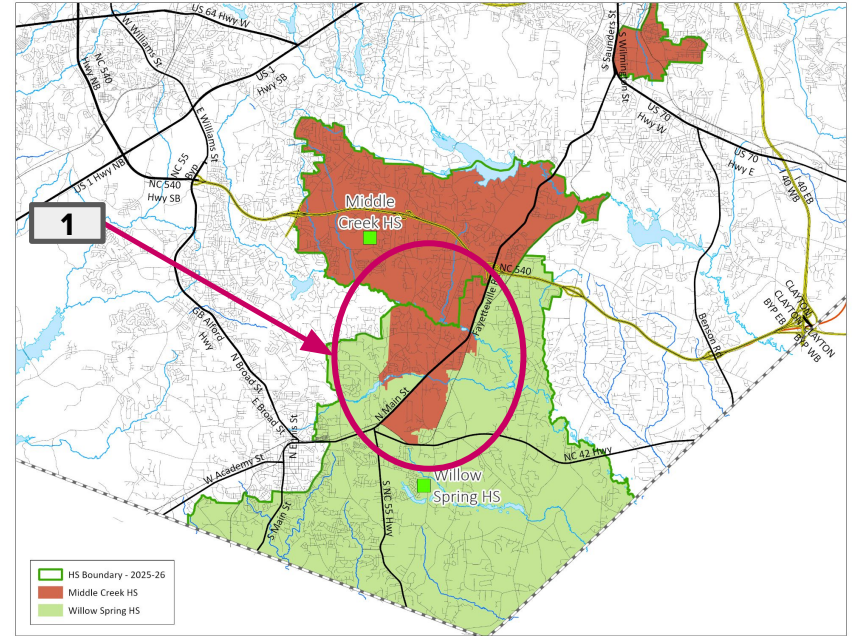 US 64 Hwy W
W Williams St
NC 540
Hwy NB
US 1
Hwy SB
E Williams St
S Saunders St
S Wilmington St
US 70
Hwy W
US 70
Hwy E
40 EB
40 WB
US 1 Hwy NB
NC 55
Byp
NC 540
Hwy SB
1
Middle
Creek HS
NC 540
Fayetteville R
GB Alford
Hwy
N Broad St
E Broad St
N Main St
Benson Rd
CLAYTON
CLAYTON
BYP EB
CLAYTON
BYP WB
W Academy St
S Main St
S NC 55 Hwy
NC 42 Hwy
Willow
Spring HS
HS Boundary - 2025-26
Middle Creek HS
Willow Spring HS